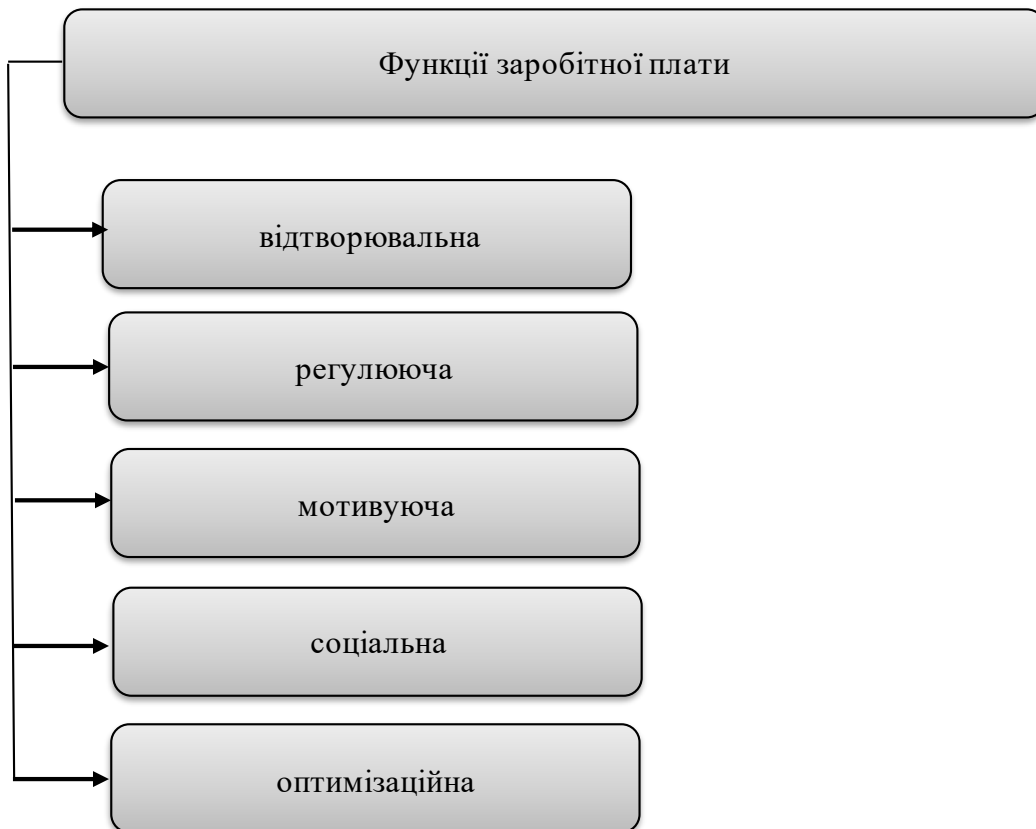 Функції заробітної плати
відтворювальна
регулююча
мотивуюча
соціальна
оптимізаційна